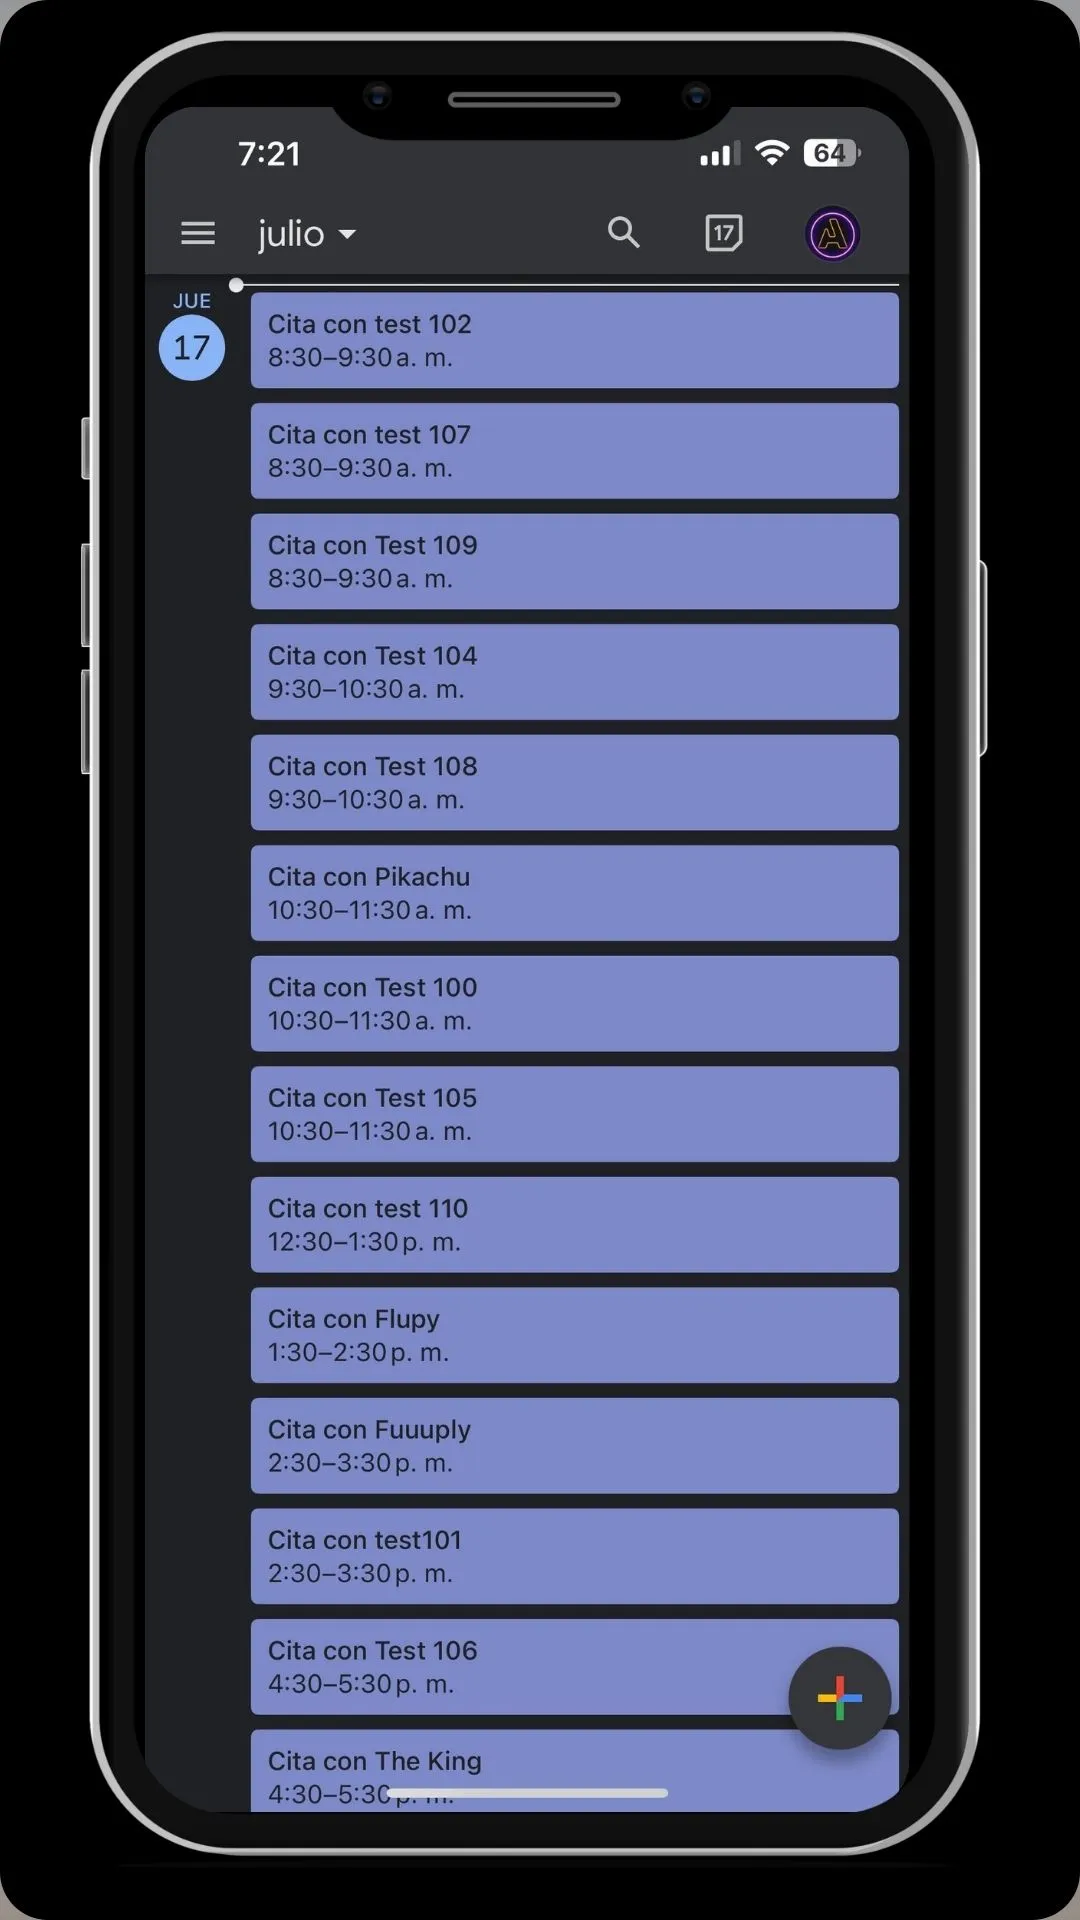 7:21
64
julio
17
JUE
17
Cita con test 102
8:30–9:30 a. m.
Cita con test 107
8:30–9:30 a. m.
Cita con Test 109
8:30–9:30 a. m.
Cita con Test 104
9:30–10:30 a. m.
Cita con Test 108
9:30–10:30 a. m.
Cita con Pikachu
10:30–11:30 a. m.
Cita con Test 100
10:30–11:30 a. m.
Cita con Test 105
10:30–11:30 a. m.
Cita con test 110
12:30–1:30 p. m.
Cita con Flupy
1:30–2:30 p. m.
Cita con Fuuuply
2:30–3:30 p. m.
Cita con test101
2:30–3:30 p. m.
Cita con Test 106
4:30–5:30 p. m.
Cita con The King
4:30–5:30 p. m.